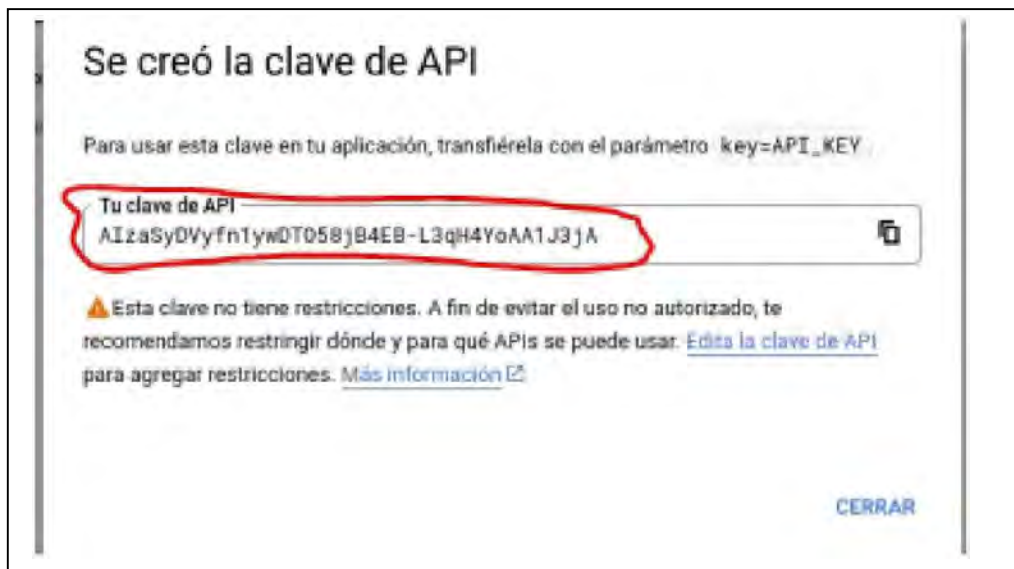 Se creó la clave de API
Para usar esta clave en tu aplicación, transfiérela con el parámetro key=API_KEY.
Tu clave de API
Esta clave no tiene restricciones. A fin de evitar el uso no autorizado, te
recomendamos restringir dónde y para qué APIs se puede usar. Edita la clave de API
para agregar restricciones. Más información
CERRAR